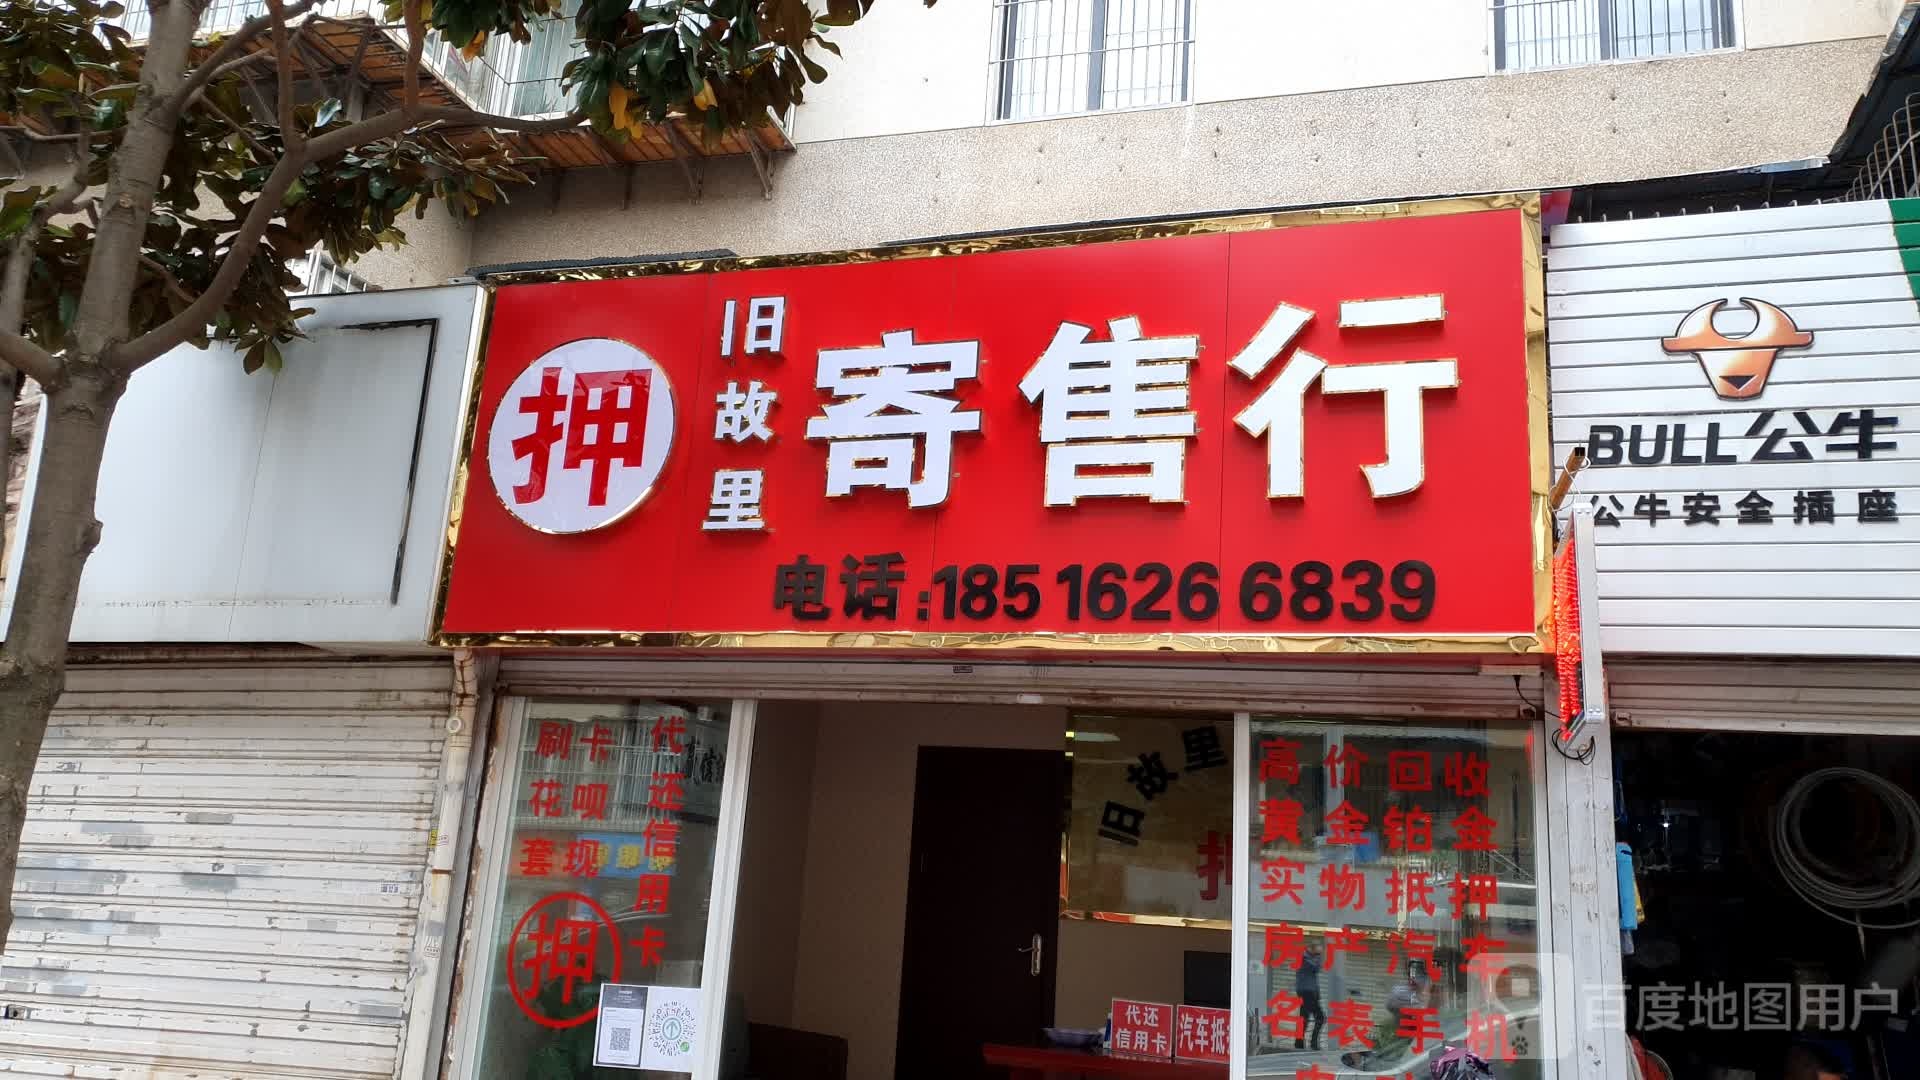 押
旧故里
寄售行
电话:18516266839
BULL公牛
公牛安全插座
刷卡
花呗
套现
代还信用卡
押
旧故里
高价回收
黄金铂金
实物抵押
房产汽车
名表手机
代还
信用卡
汽车抵
百度地图用户